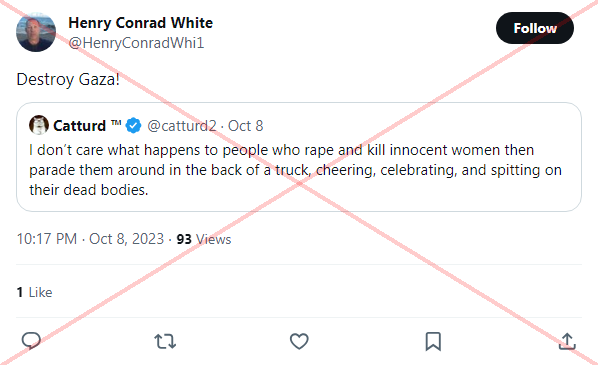 Henry Conrad White
Follow
@HenryConradWhi1
Destroy Gaza!
Catturd ™ @catturd2 · Oct 8
I don't care what happens to people who rape and kill innocent women then
parade them around in the back of a truck, cheering, celebrating, and spitting on
their dead bodies.
10:17 PM · Oct 8, 2023 · 93 Views
1 Like